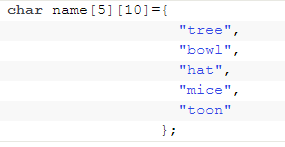 char name[5][10]={
"tree",
"bowl",
"hat",
"mice",
"toon"
};